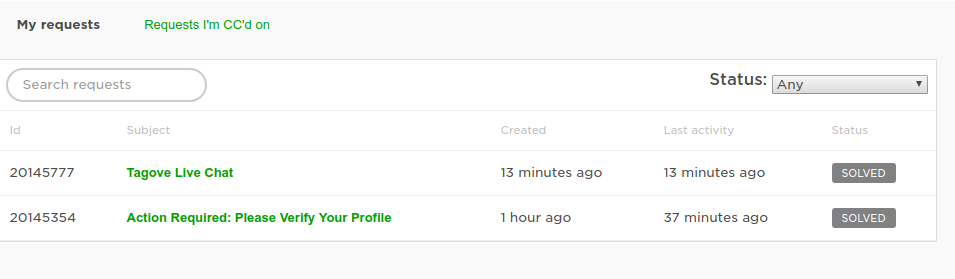 My requests Requests I'm CC'd on
Search requests Status: Any
Id Subject Created Last activity Status
20145777 Tagove Live Chat 13 minutes ago 13 minutes ago SOLVED
20145354 Action Required: Please Verify Your Profile 1 hour ago 37 minutes ago SOLVED